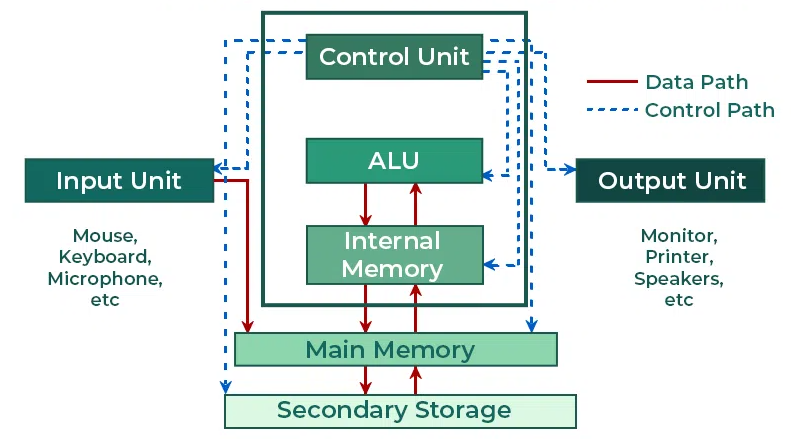 Control Unit
Data Path
Control Path
ALU
Input Unit
Output Unit
Mouse,
Keyboard,
Microphone,
etc
Internal
Memory
Monitor,
Printer,
Speakers,
etc
Main Memory
Secondary Storage